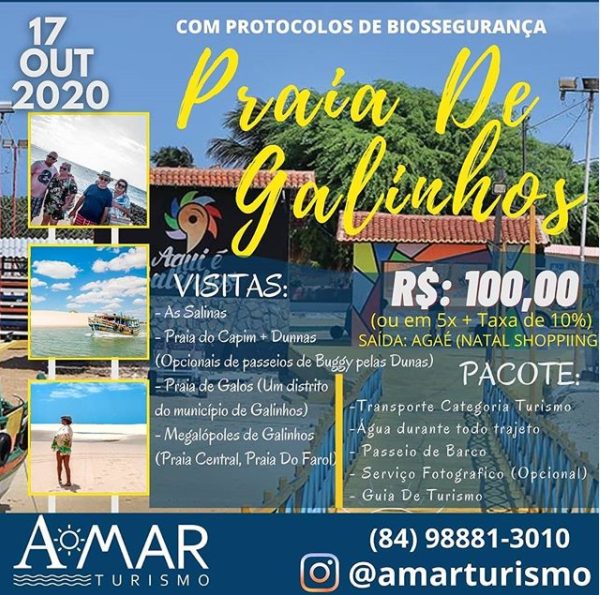 17
OUT
2020
COM PROTOCOLOS DE BIOSSEGURANÇA
Praia De
Galinhos
Aqui é
VISITAS:
- As Salinas
- Praia do Capim + Dunnas
(Opcionais de passeios de Buggy pelas Dunas)
- Praia de Galos (Um distrito
do município de Galinhos)
- Megalópoles de Galinhos
(Praia Central, Praia Do Farol)
R$: 100,00
(ou em 5x + Taxa de 10%)
SAÍDA: AGAÉ (NATAL SHOPPIING
PACOTE:
-Transporte Categoria Turismo
-Água durante todo trajeto
- Passeio de Barco
- Serviço Fotografico (Opcional)
- Guia De Turismo
AMAR
TURISMO
(84) 98881-3010
@amarturismo